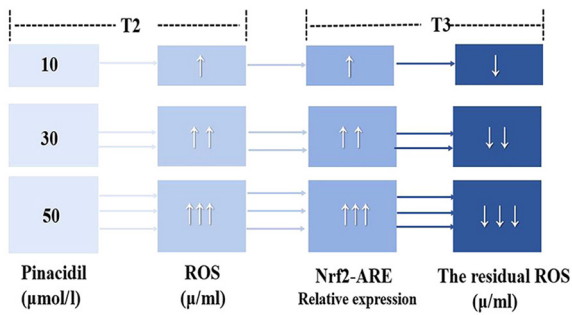 T2 T3
10 ↑ ↑ ↓
30 ↑↑ ↑↑ ↓↓
50 ↑↑↑ ↑↑↑ ↓↓↓
Pinacidil ROS Nrf2-ARE The residual ROS
(μmol/l) (μ/ml) Relative expression (μ/ml)